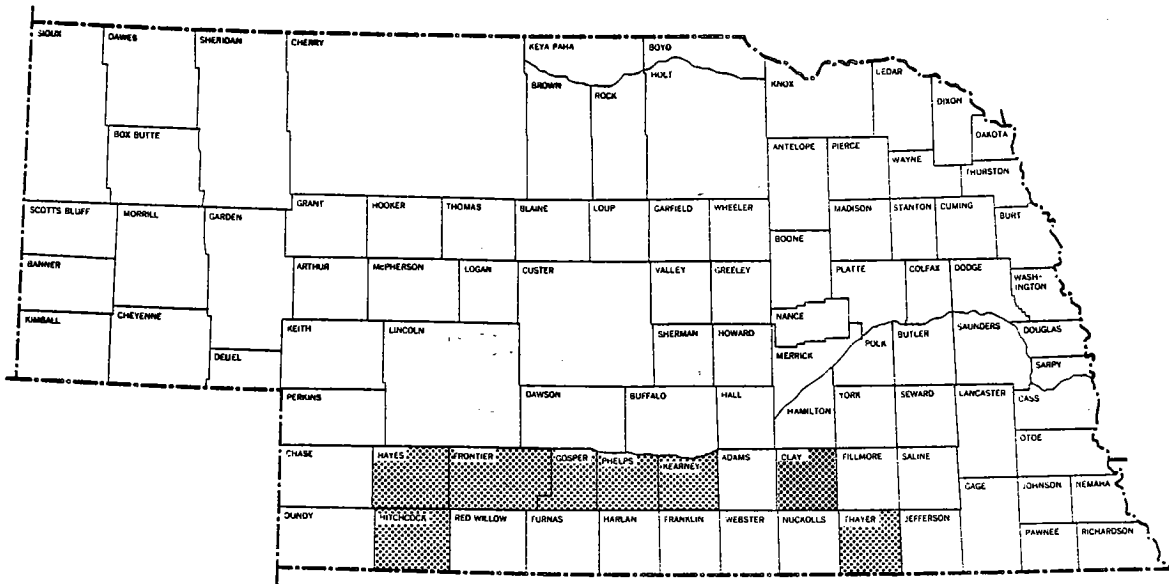 SIOUX
DAWES
SHERIDAN
CHERRY
KEYA PAHA
BOYD
BROWN
ROCK
HOLT
KNOX
LEDAR
DIXON
DAKOTA
BOX BUTTE
ANTELOPE
PIERCE
WAYNE
THURSTON
SCOTTS BLUFF
MORRILL
GARDEN
GRANT
HOOKER
THOMAS
BLAINE
LOUP
GARFIELD
WHEELER
BOONE
MADISON
STANTON
CUMING
BURT
BANNER
ARTHUR
McPHERSON
LOGAN
CUSTER
VALLEY
GREELEY
PLATTE
COLFAX
DODGE
WASH-
INGTON
KIMBALL
CHEYENNE
DEUEL
KEITH
LINCOLN
SHERMAN
HOWARD
NANCE
MERRICK
POLK
BUTLER
SAUNDERS
DOUGLAS
SARPY
PERKINS
DAWSON
BUFFALO
HALL
HAMILTON
YORK
SEWARD
LANCASTER
CASS
OTOE
CHASE
HAYES
FRONTIER
GOSPER
PHELPS
KEARNEY
ADAMS
CLAY
FILLMORE
SALINE
GAGE
JOHNSON
NEMAHA
DUNDY
HITCHCOCK
RED WILLOW
FURNAS
HARLAN
FRANKLIN
WEBSTER
NUCKOLLS
THAYER
JEFFERSON
PAWNEE
RICHARDSON